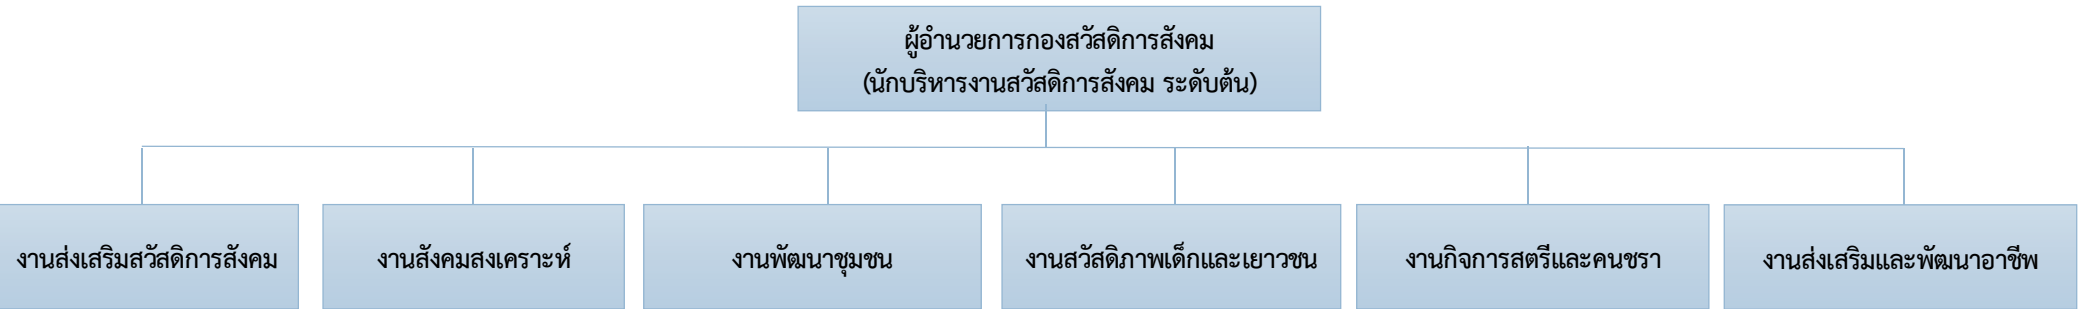 ผู้อำนวยการกองสวัสดิการสังคม
(นักบริหารงานสวัสดิการสังคม ระดับต้น)
งานส่งเสริมสวัสดิการสังคม
งานสังคมสงเคราะห์
งานพัฒนาชุมชน
งานสวัสดิภาพเด็กและเยาวชน
งานกิจการสตรีและคนชรา
งานส่งเสริมและพัฒนาอาชีพ